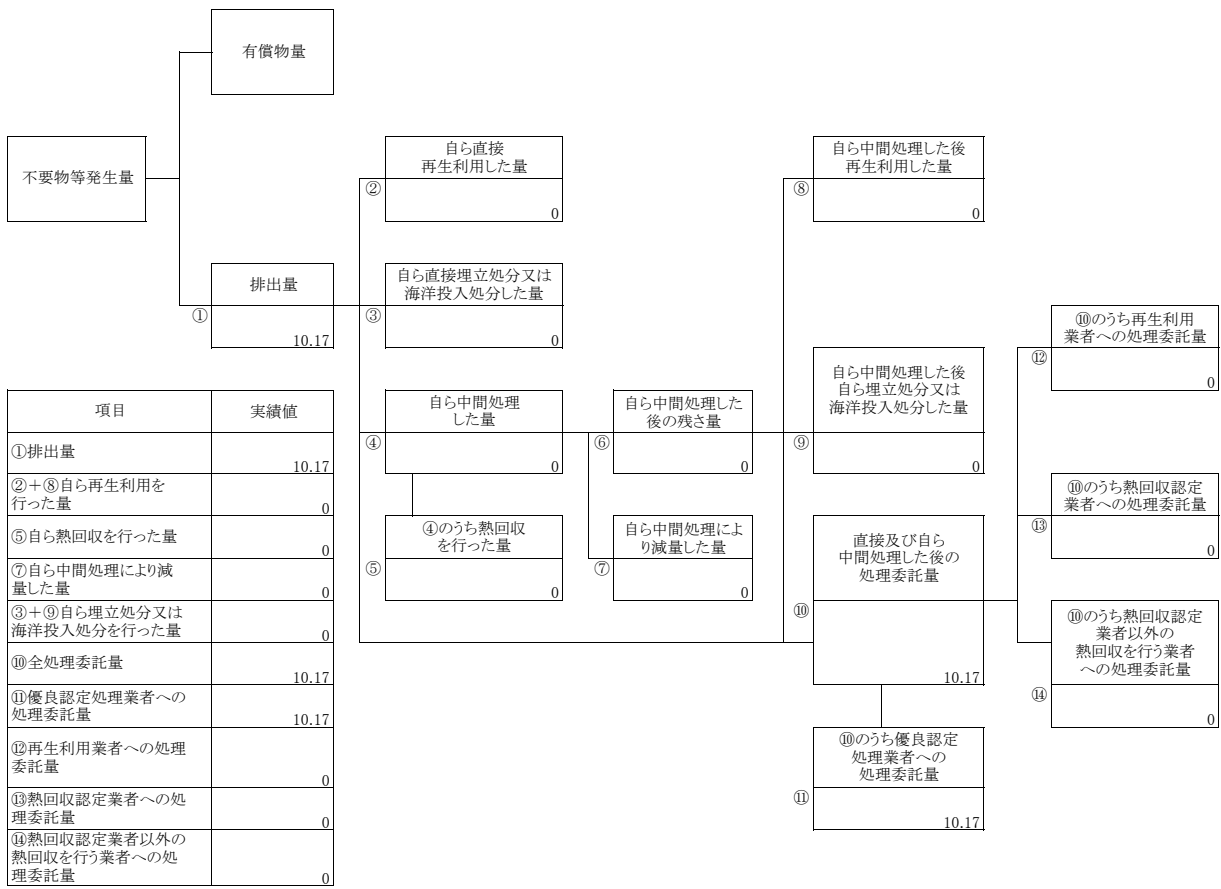 有償物量
不要物等発生量
自ら直接
再生利用した量
②
0
自ら中間処理した後
再生利用した量
⑧
0
排出量
①
10.17
自ら直接埋立処分又は
海洋投入処分した量
③
0
⑩のうち再生利用
業者への処理委託量
⑫
0
自ら中間処理
した量
④
0
自ら中間処理した
後の残さ量
⑥
0
自ら中間処理した後
自ら埋立処分又は
海洋投入処分した量
⑨
0
⑩のうち熱回収認定
業者への処理委託量
⑬
0
④のうち熱回収
を行った量
⑤
0
自ら中間処理によ
り減量した量
⑦
0
直接及び自ら
中間処理した後の
処理委託量
⑩
10.17
⑩のうち熱回収認定
業者以外の
熱回収を行う業者
への処理委託量
⑭
0
⑩のうち優良認定
処理業者への
処理委託量
⑪
10.17
項目 実績値
①排出量
10.17
②＋⑧自ら再生利用を
行った量
0
⑤自ら熱回収を行った量
0
⑦自ら中間処理により減
量した量
0
③＋⑨自ら埋立処分又は
海洋投入処分を行った量
0
⑩全処理委託量
10.17
⑪優良認定処理業者への
処理委託量
10.17
⑫再生利用業者への処理
委託量
0
⑬熱回収認定業者への処
理委託量
0
⑭熱回収認定業者以外の
熱回収を行う業者への処
理委託量
0